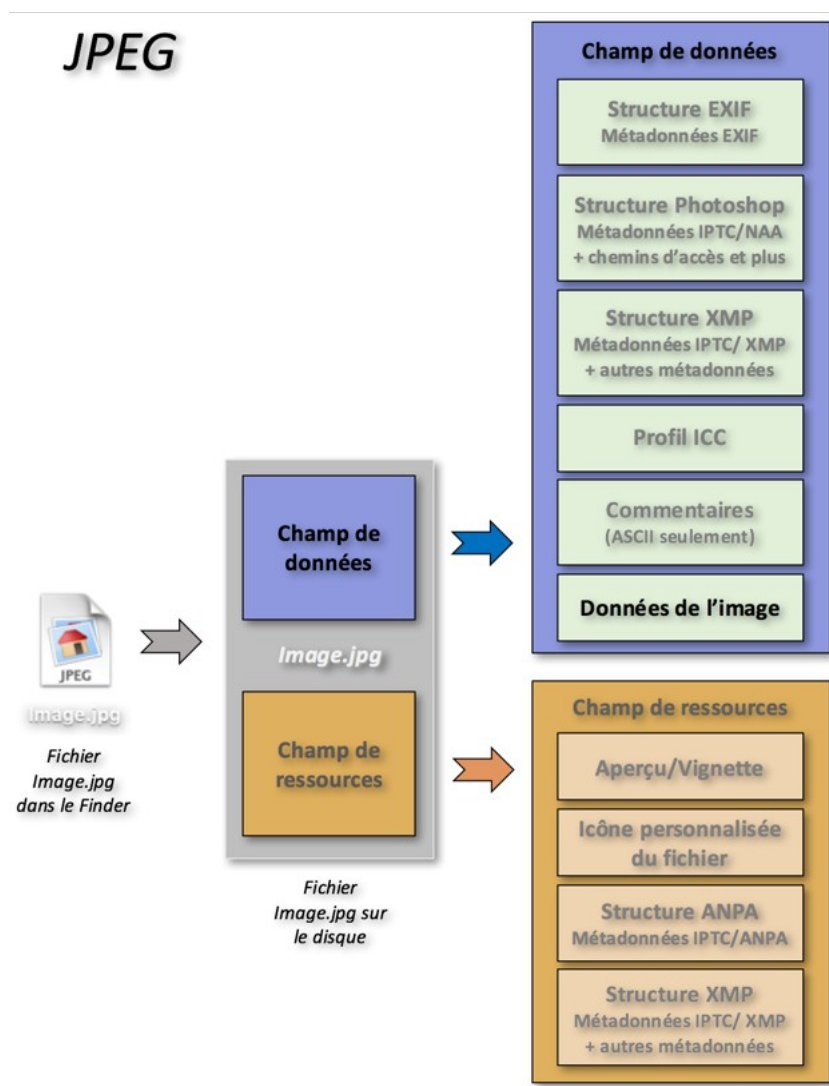 JPEG
Champ de données
Structure EXIF
Métadonnées EXIF
Structure Photoshop
Métadonnées IPTC/NAA
+ chemins d’accès et plus
Structure XMP
Métadonnées IPTC/ XMP
+ autres métadonnées
Profil ICC
Commentaires
(ASCII seulement)
Données de l’image
Champ de
données
Image.jpg
Champ de
ressources
JPEG
Image.jpg
Fichier
Image.jpg
dans le Finder
Fichier
Image.jpg sur
le disque
Champ de ressources
Aperçu/Vignette
Icône personnalisée
du fichier
Structure ANPA
Métadonnées IPTC/ANPA
Structure XMP
Métadonnées IPTC/ XMP
+ autres métadonnées